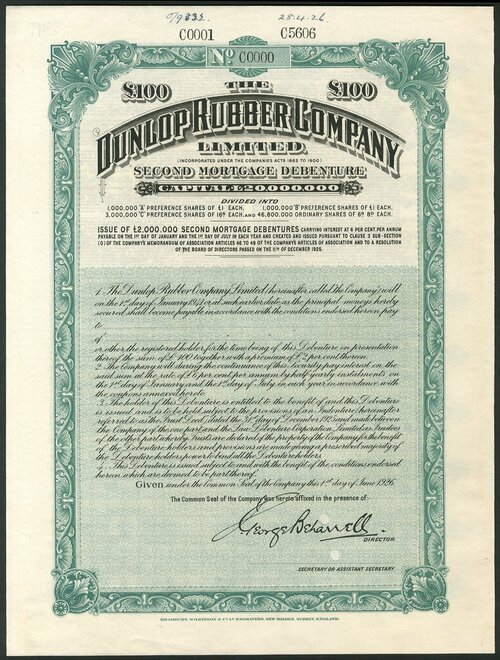 28-4-26
C0001 C5606
No C0000
£100 THE £100
DUNLOP RUBBER COMPANY
LIMITED.
(INCORPORATED UNDER THE COMPANIES ACTS 1862 TO 1900)
SECOND MORTGAGE DEBENTURE
CAPITAL £20,000,000
DIVIDED INTO
1,000,000 "A" PREFERENCE SHARES OF £1 EACH, 1,000,000 "B" PREFERENCE SHARES OF £1 EACH,
3,000,000 "C" PREFERENCE SHARES OF 16/- EACH, AND 46,800,000 ORDINARY SHARES OF 6/8 EACH.
ISSUE OF £2,000,000 SECOND MORTGAGE DEBENTURES CARRYING INTEREST AT 6 PER CENT. PER ANNUM
PAYABLE ON THE 1ST DAY OF JANUARY AND THE 1ST DAY OF JULY IN EACH YEAR AND CREATED AND ISSUED PURSUANT TO CLAUSE 3 SUB-SECTION
(O) OF THE COMPANY'S MEMORANDUM OF ASSOCIATION ARTICLES 46 TO 49 OF THE COMPANY'S ARTICLES OF ASSOCIATION AND TO A RESOLUTION
OF THE BOARD OF DIRECTORS PASSED ON THE 11TH OF DECEMBER 1925.
1. The Dunlop Rubber Company Limited (hereinafter called the Company) will
on the 1st day of January or at such earlier date as the principal moneys hereby
secured shall become payable in accordance with the conditions endorsed hereon pay
to
of
or other the registered holder for the time being of this Debenture on presentation
thereof the sum of £100 together with a premium of £2 per cent thereon.
2. The Company will during the continuance of this security pay interest on the
said sum at the rate of 6 per cent per annum by half yearly instalments on
the 1st day of January and the 1st day of July in each year in accordance with
the coupons annexed hereto.
3. The holder of this Debenture is entitled to the benefit of and this Debenture
is issued and is to be held subject to the provisions of an Indenture (hereinafter
referred to as the Trust Deed) dated the day of December 1925 and made between
the Company of the one part and the Law Debenture Corporation Limited as Trustees
of the other part whereby Trusts are declared of the property of the Company for the benefit
of the Debenture holders and provisions are made giving a prescribed majority of
the Debenture holders power to bind all the Debenture holders.
4. This Debenture is issued subject to and with the benefit of the conditions endorsed
hereon which are deemed to be part thereof.
Given under the Common Seal of the Company this 1st day of June 1926.
The Common Seal of the Company was hereto affixed in the presence of
George Beharrell
DIRECTOR.
SECRETARY OR ASSISTANT SECRETARY.
BRADBURY, WILKINSON & Co. Ld. ENGRAVERS, NEW MALDEN, SURREY, ENGLAND.